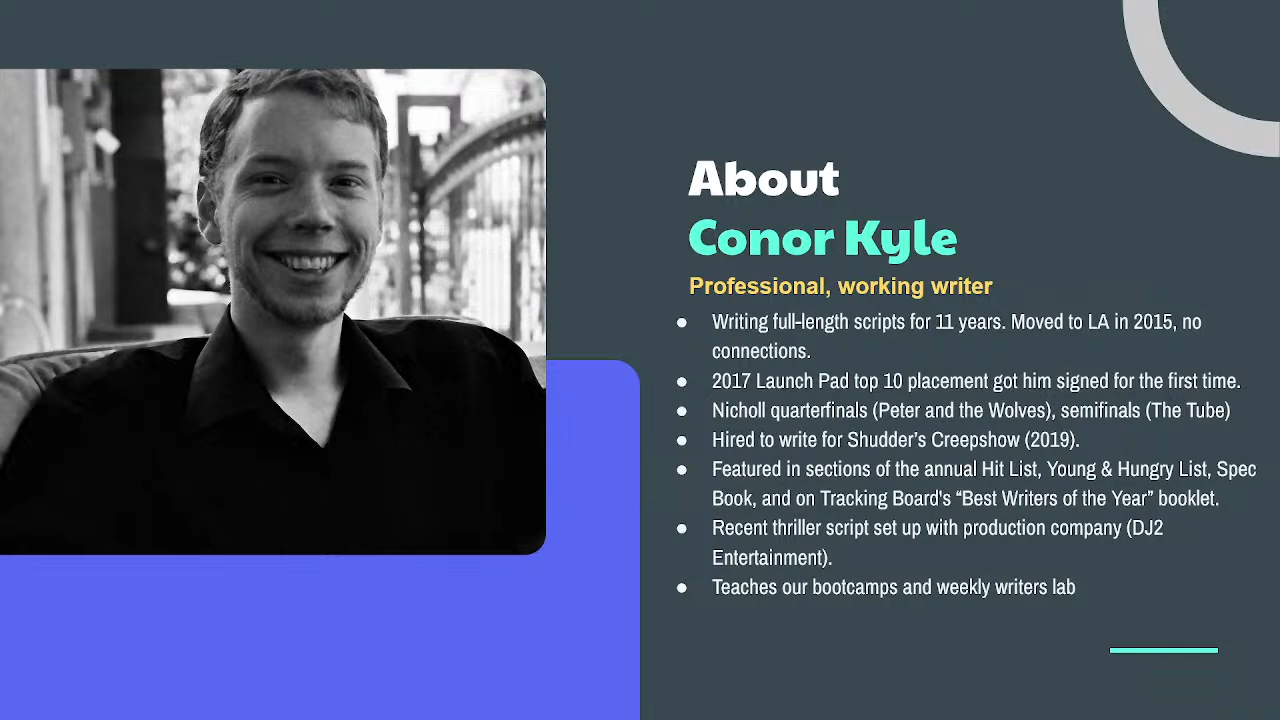 About
Conor Kyle
Professional, working writer
● Writing full-length scripts for 11 years. Moved to LA in 2015, no
connections.
● 2017 Launch Pad top 10 placement got him signed for the first time.
● Nicholl quarterfinals (Peter and the Wolves), semifinals (The Tube)
● Hired to write for Shudder's Creepshow (2019).
● Featured in sections of the annual Hit List, Young & Hungry List, Spec
Book, and on Tracking Board's “Best Writers of the Year” booklet.
● Recent thriller script set up with production company (DJ2
Entertainment).
● Teaches our bootcamps and weekly writers lab